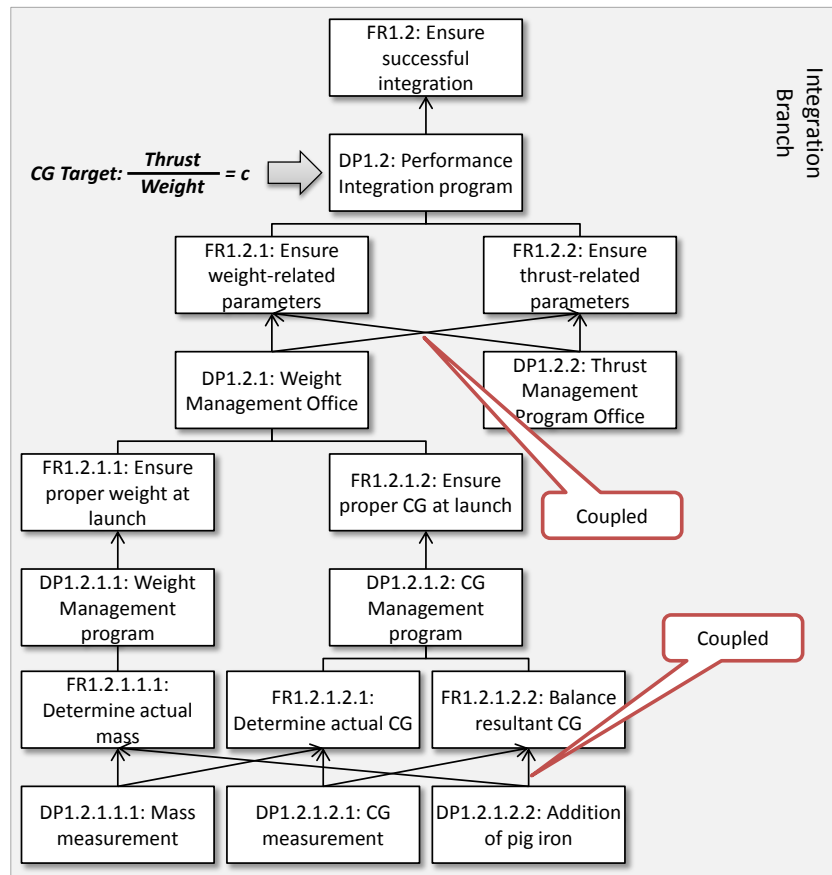 FR1.2: Ensure
successful
integration
Integration
Branch
CG Target: Thrust
Weight = c
DP1.2: Performance
Integration program
FR1.2.1: Ensure
weight-related
parameters
FR1.2.2: Ensure
thrust-related
parameters
DP1.2.1: Weight
Management Office
DP1.2.2: Thrust
Management
Program Office
FR1.2.1.1: Ensure
proper weight at
launch
FR1.2.1.2: Ensure
proper CG at launch
Coupled
DP1.2.1.1: Weight
Management
program
DP1.2.1.2: CG
Management
program
Coupled
FR1.2.1.1.1:
Determine actual
mass
FR1.2.1.2.1:
Determine actual CG
FR1.2.1.2.2: Balance
resultant CG
DP1.2.1.1.1: Mass
measurement
DP1.2.1.2.1: CG
measurement
DP1.2.1.2.2: Addition
of pig iron